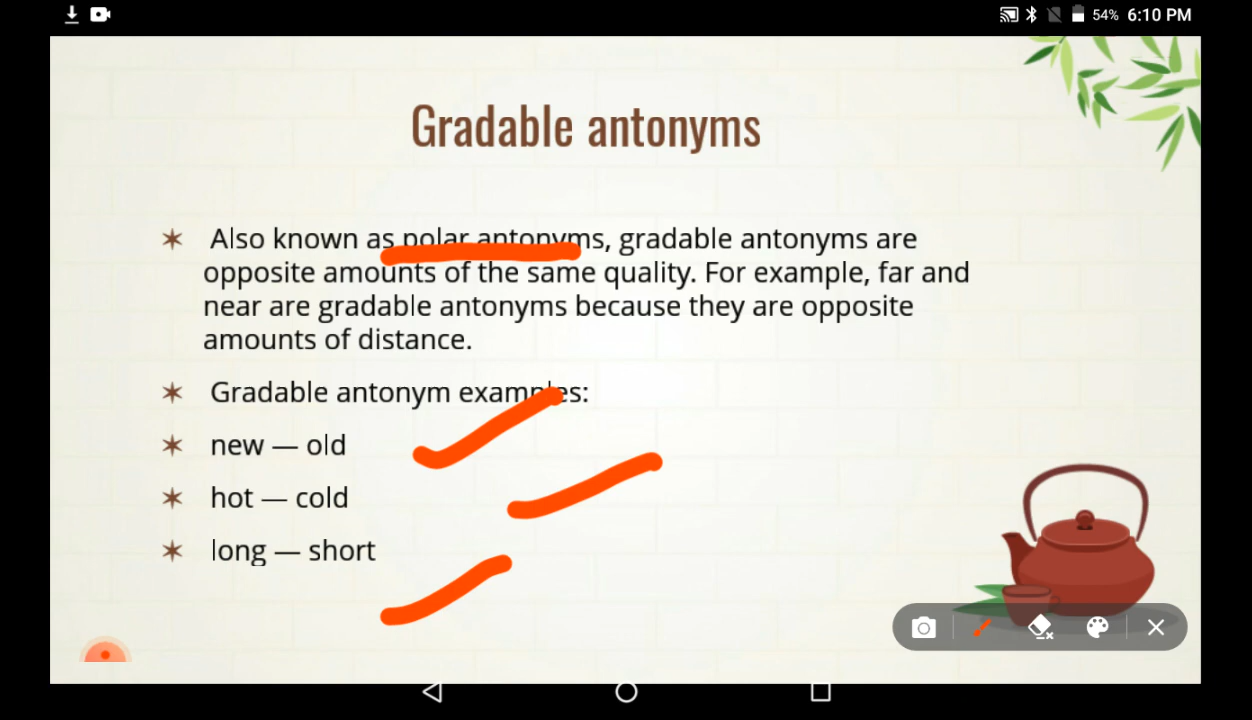 54% 6:10 PM
Gradable antonyms
Also known as polar antonyms, gradable antonyms are
opposite amounts of the same quality. For example, far and
near are gradable antonyms because they are opposite
amounts of distance.
Gradable antonym examples:
new — old
hot — cold
long — short